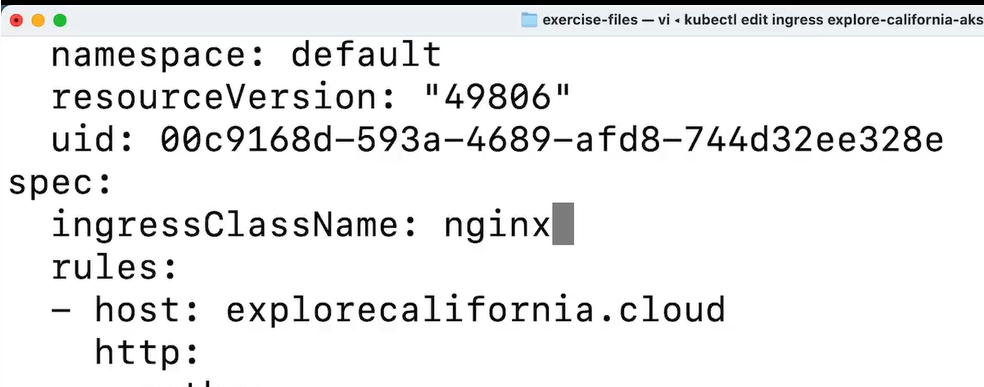 exercise-files — vi ◂ kubectl edit ingress explore-california-aks
namespace: default
resourceVersion: "49806"
uid: 00c9168d-593a-4689-afd8-744d32ee328e
spec:
ingressClassName: nginx
rules:
- host: explorecalifornia.cloud
http: